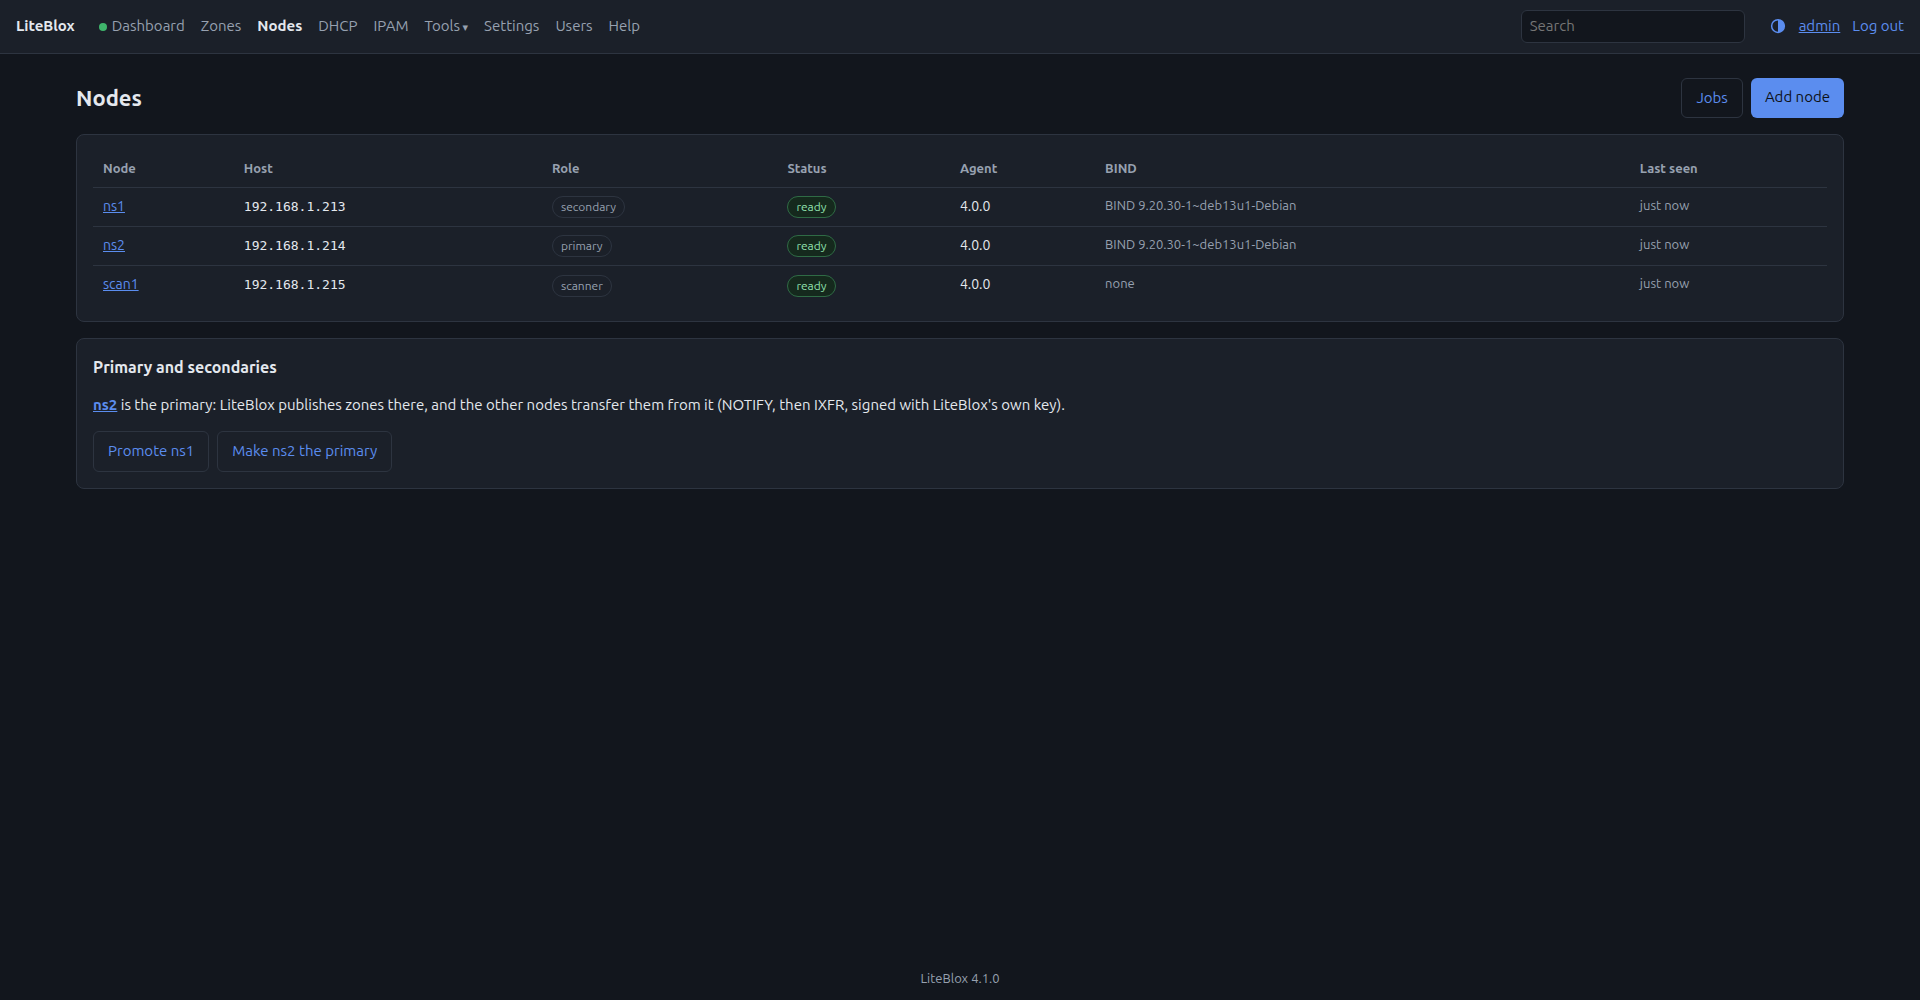 LiteBlox Dashboard Zones Nodes DHCP IPAM Tools▾ Settings Users Help Search admin Log out
Nodes Jobs Add node
Node Host Role Status Agent BIND Last seen
ns1 192.168.1.213 secondary ready 4.0.0 BIND 9.20.30-1~deb13u1-Debian just now
ns2 192.168.1.214 primary ready 4.0.0 BIND 9.20.30-1~deb13u1-Debian just now
scan1 192.168.1.215 scanner ready 4.0.0 none just now
Primary and secondaries
ns2 is the primary: LiteBlox publishes zones there, and the other nodes transfer them from it (NOTIFY, then IXFR, signed with LiteBlox's own key).
Promote ns1 Make ns2 the primary
LiteBlox 4.1.0